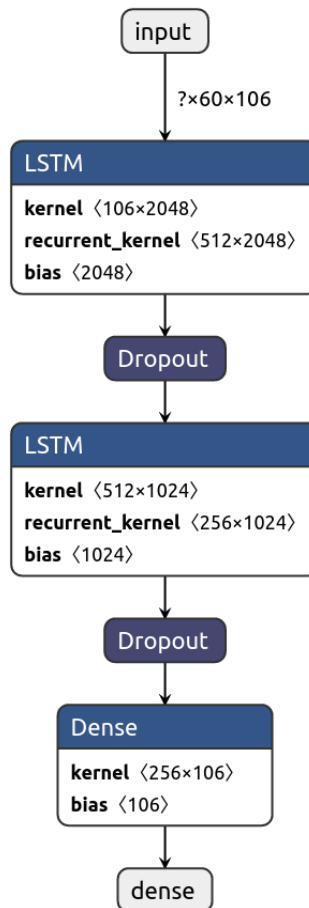 input
?×60×106
LSTM
kernel 〈106×2048〉
recurrent_kernel 〈512×2048〉
bias 〈2048〉
Dropout
LSTM
kernel 〈512×1024〉
recurrent_kernel 〈256×1024〉
bias 〈1024〉
Dropout
Dense
kernel 〈256×106〉
bias 〈106〉
dense